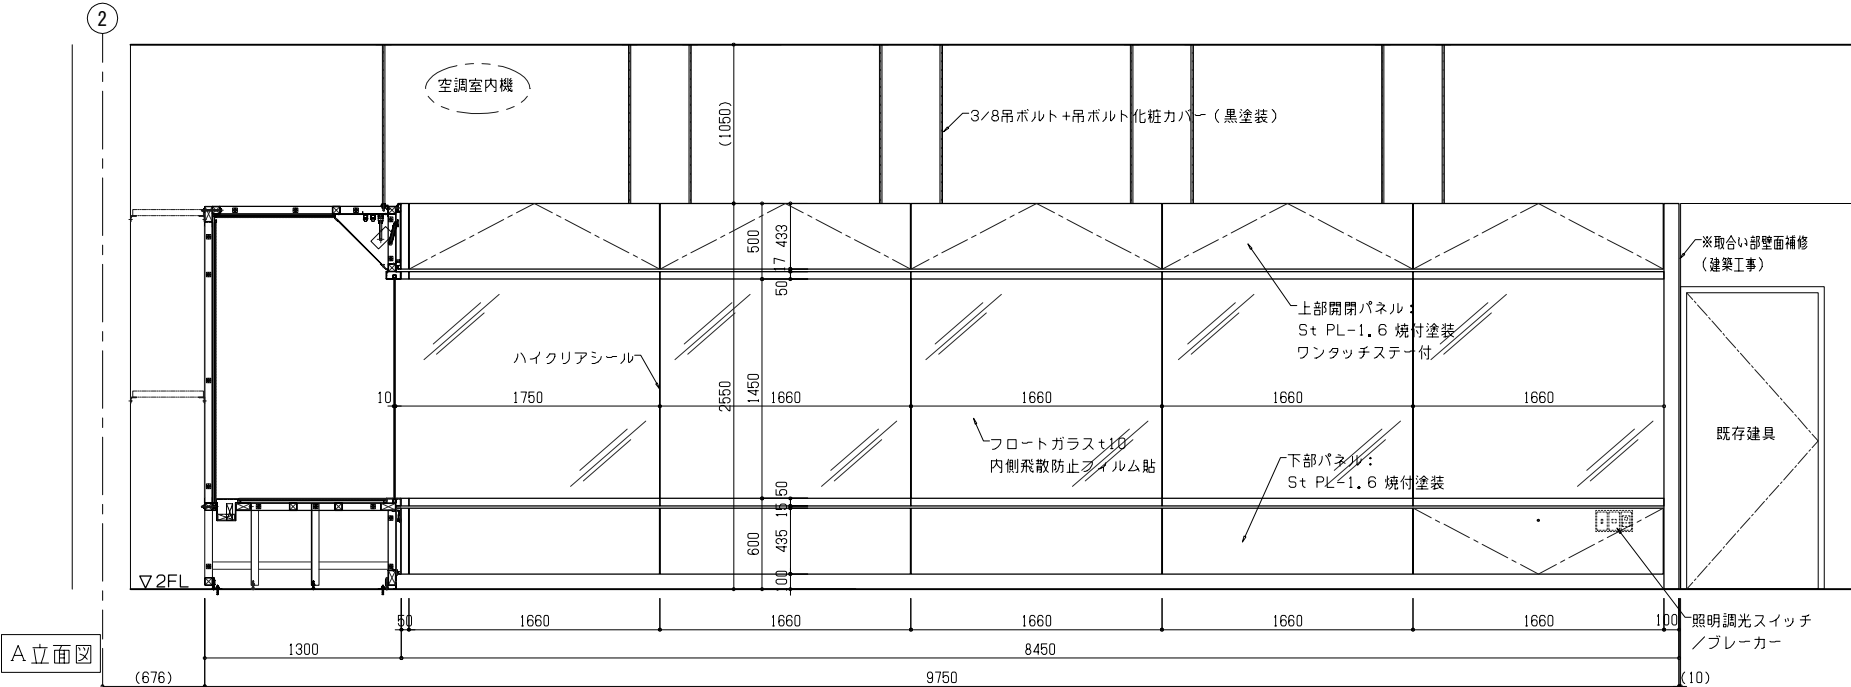 2
空調室内機
(1050)
3/8吊ボルト+吊ボルト化粧カバー(黒塗装)
500
433
17
50
※取合い部壁面補修
(建築工事)
上部開閉パネル:
St PL-1.6 焼付塗装
ワンタッチステー付
ハイクリアシール
2550
1450
10
1750
1660
1660
1660
1660
既存建具
フロートガラスt10
内側飛散防止フィルム貼
下部パネル:
St PL-1.6 焼付塗装
50
15
600
435
100
▽2FL
50
1660
1660
1660
1660
1660
100
照明調光スイッチ
/ブレーカー
A立面図
1300
8450
(676)
9750
(10)